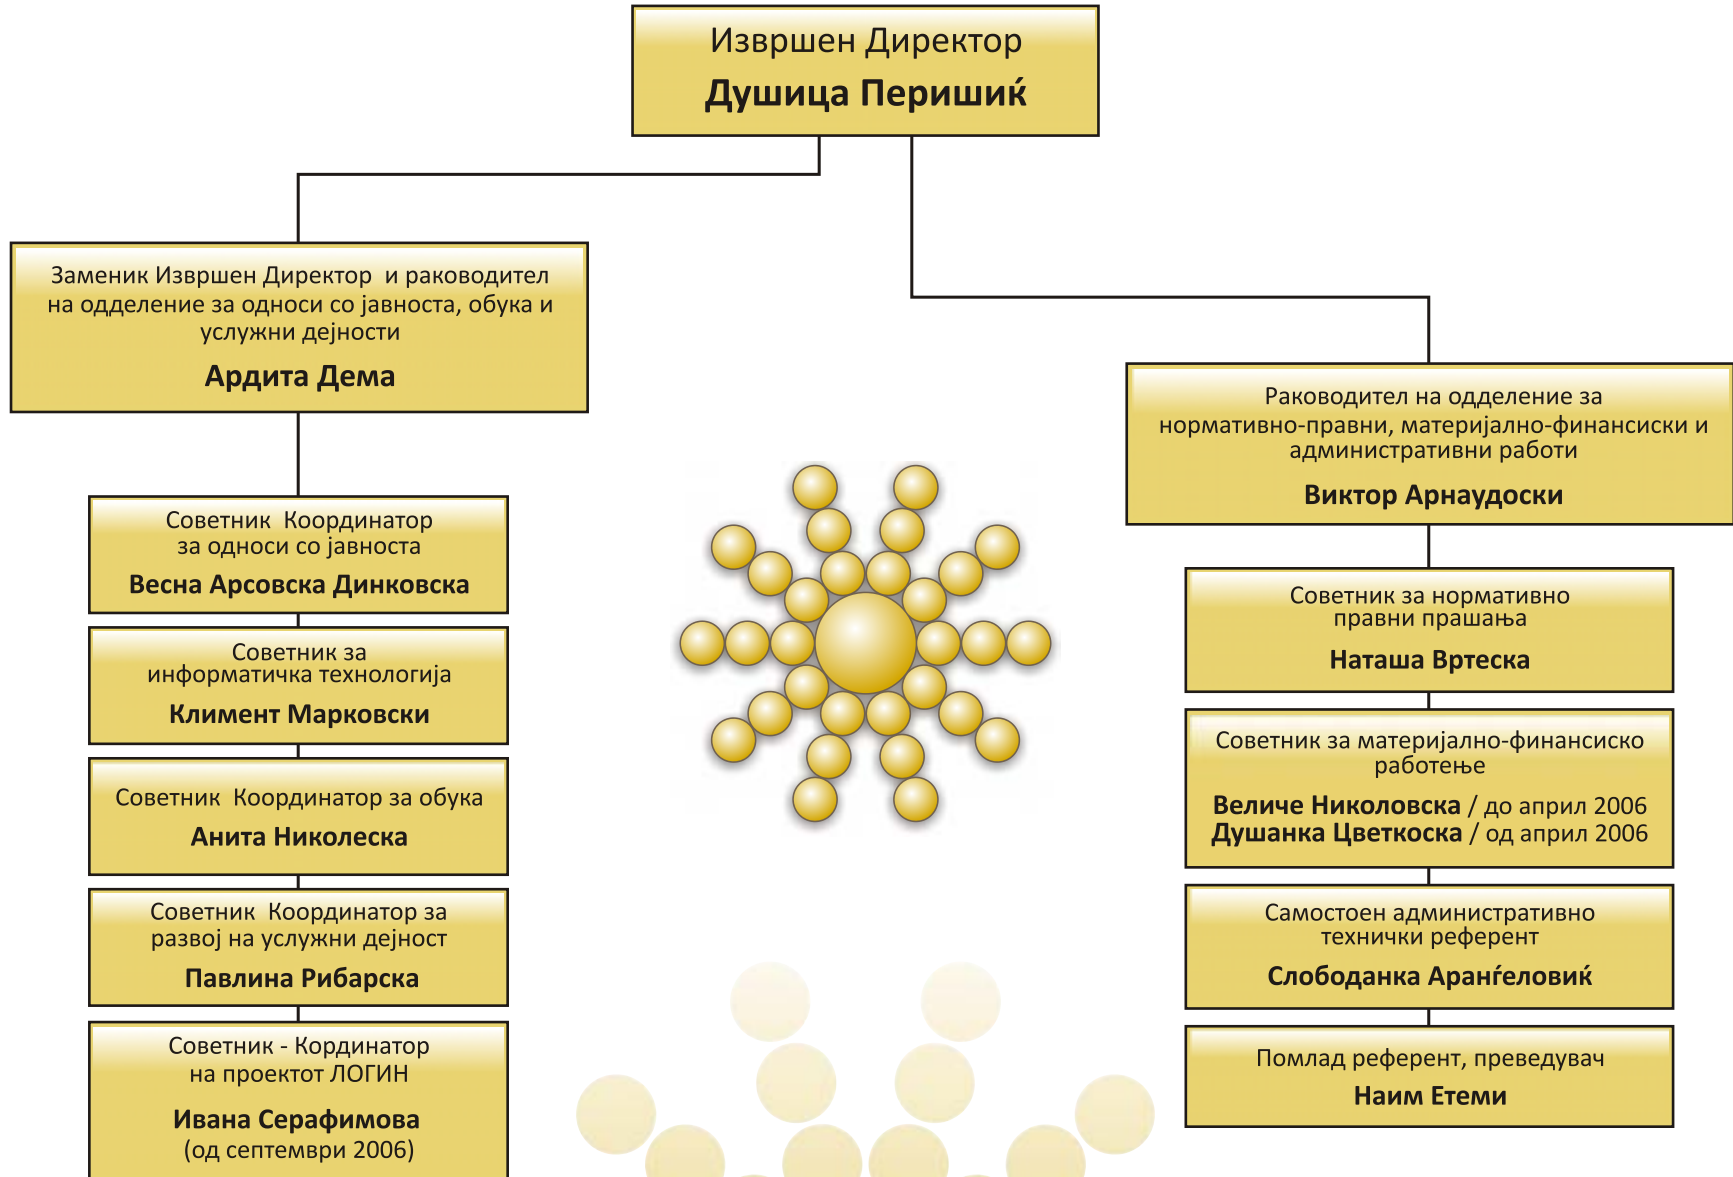 Извршен Директор
Душица Перишиќ
Заменик Извршен Директор и раководител
на одделение за односи со јавноста, обука и
услужни дејности
Ардита Дема
Советник Координатор
за односи со јавноста
Весна Арсовска Динковска
Советник за
информатичка технологија
Климент Марковски
Советник Координатор за обука
Анита Николеска
Советник Координатор за
развој на услужни дејност
Павлина Рибарска
Советник - Кординатор
на проектот ЛОГИН
Ивана Серафимова
(од септември 2006)
Раководител на одделение за
нормативно-правни, материјално-финансиски и
административни работи
Виктор Арнаудоски
Советник за нормативно
правни прашања
Наташа Вртеска
Советник за материјално-финансиско
работење
Величе Николовска / до април 2006
Душанка Цветкоска / од април 2006
Самостоен административно
технички референт
Слободанка Аранѓеловиќ
Помлад референт, преведувач
Наим Етеми